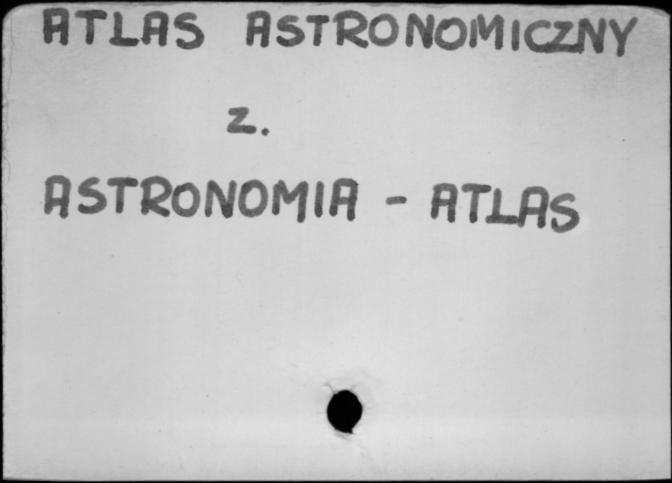 ATLAS ASTRONOMICZNY
z.
ASTRONOMIA - ATLAS